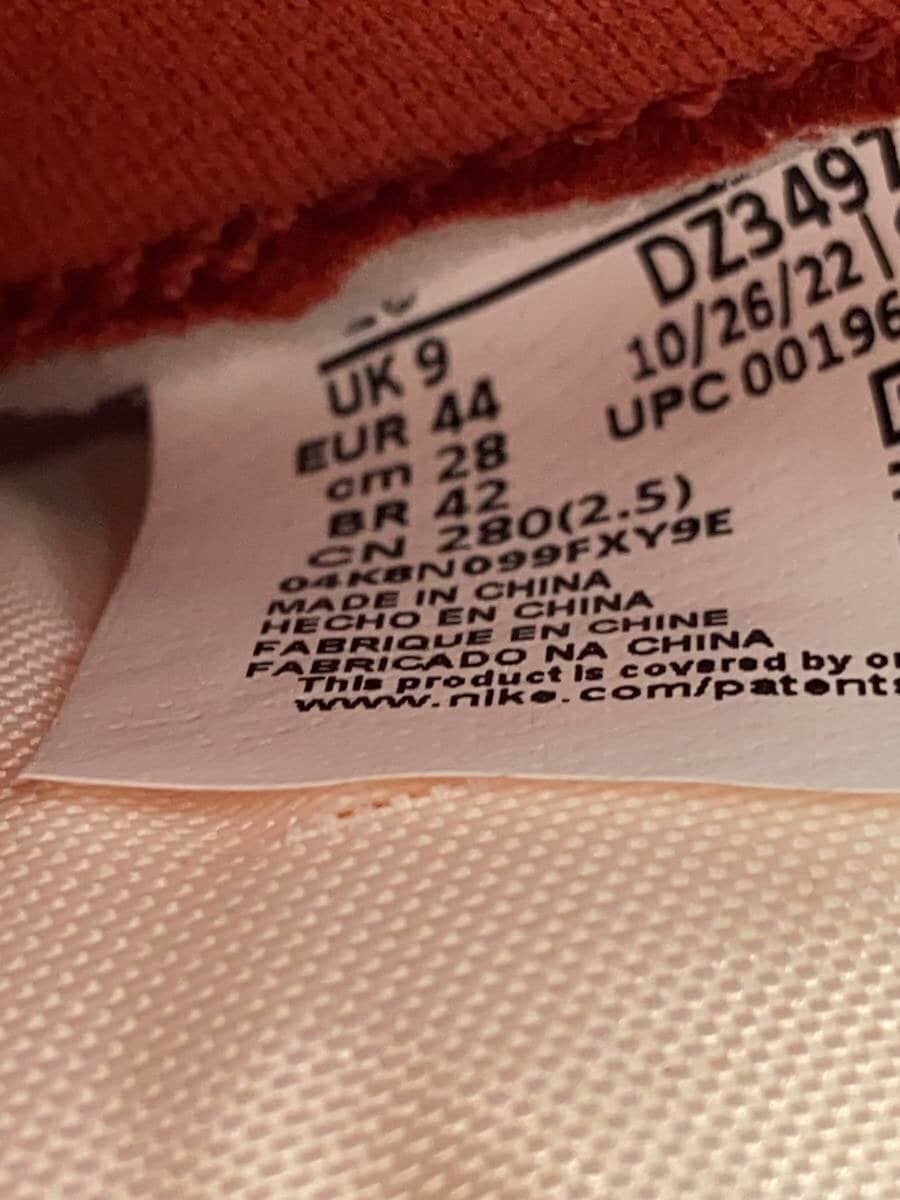 DZ3497
10/26/22
UPC 00196
UK 9
EUR 44
cm 28
BR 42
CN 280(2.5)
04K8N099FXY9E
MADE IN CHINA
HECHO EN CHINA
FABRIQUE EN CHINE
FABRICADO NA CHINA
This product is covered by
www.nike.com/patents